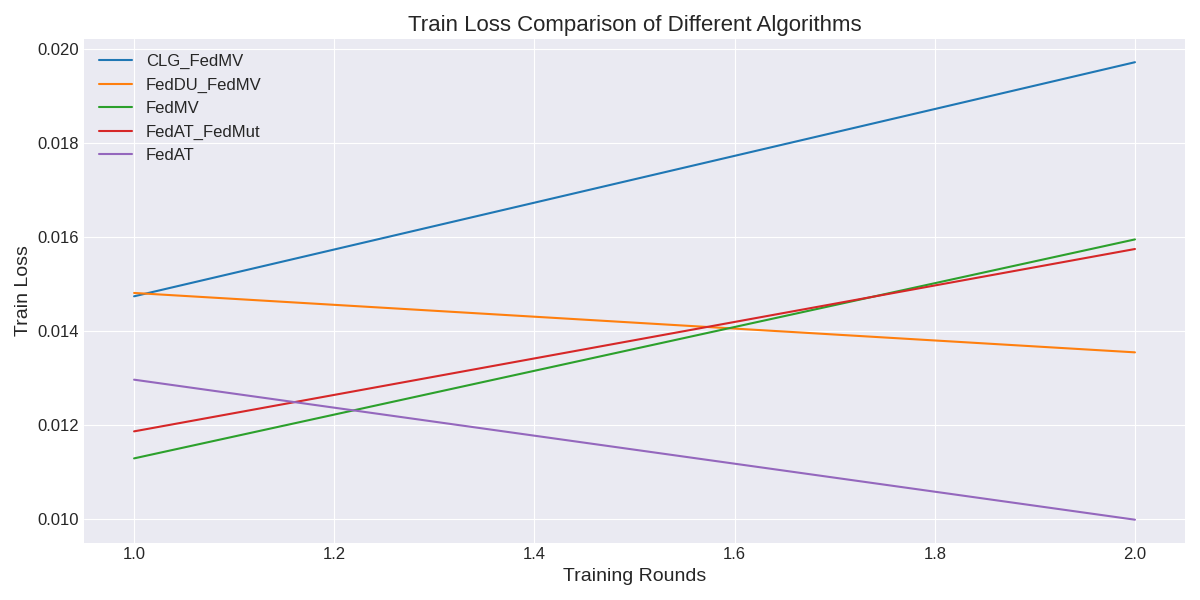 Train Loss Comparison of Different Algorithms
CLG_FedMV
FedDU_FedMV
FedMV
FedAT_FedMut
FedAT
Train Loss
0.020
0.018
0.016
0.014
0.012
0.010
1.0 1.2 1.4 1.6 1.8 2.0
Training Rounds